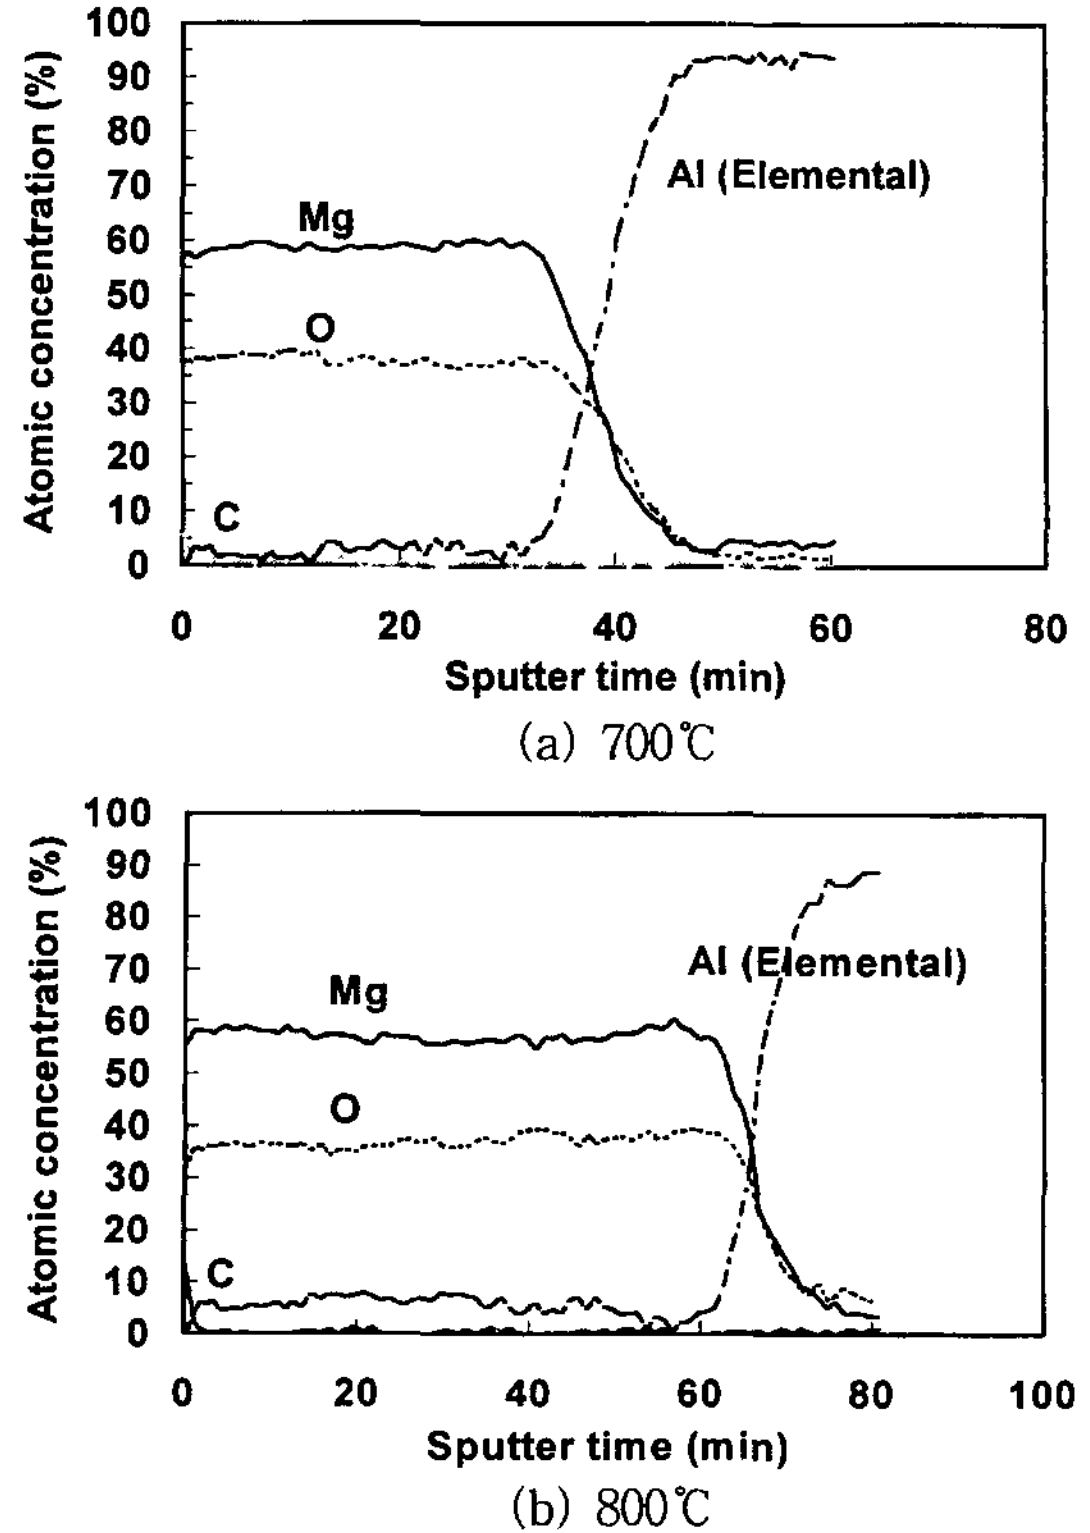 100
90
80
70
60
50
40
30
20
10
0
Atomic concentration (%)
Mg
O
C
Al (Elemental)
0 20 40 60 80
Sputter time (min)
(a) 700℃
100
90
80
70
60
50
40
30
20
10
0
Atomic concentration (%)
Mg
O
C
Al (Elemental)
0 20 40 60 80 100
Sputter time (min)
(b) 800℃